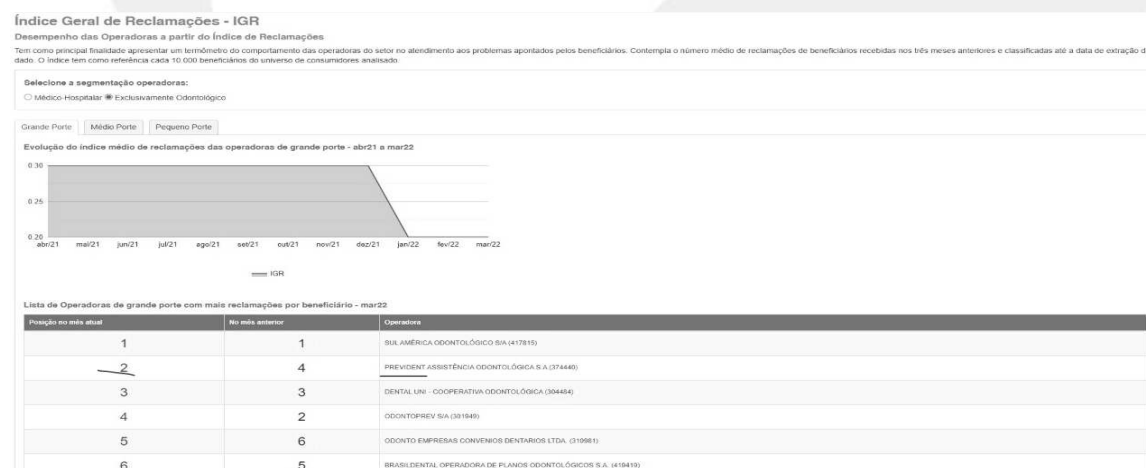 Índice Geral de Reclamações - IGR
Desempenho das Operadoras a partir do Índice de Reclamações
Tem como principal finalidade apresentar um termômetro do comportamento das operadoras do setor no atendimento aos problemas apontados pelos beneficiários. Contempla o número médio de reclamações de beneficiários recebidas nos três meses anteriores e classificadas até a data de extração d
dado. O índice tem como referência cada 10.000 beneficiários do universo de consumidores analisado.
Selecione a segmentação operadoras:
Médico-Hospitalar Exclusivamente Odontológico
Grande Porte Médio Porte Pequeno Porte
Evolução do índice médio de reclamações das operadoras de grande porte - abr21 a mar22
0.30
0.25
0.20
abr/21 mai/21 jun/21 jul/21 ago/21 set/21 out/21 nov/21 dez/21 jan/22 fev/22 mar/22
IGR
Lista de Operadoras de grande porte com mais reclamações por beneficiário - mar22
Posição no mês atual No mês anterior Operadora
1 1 SUL AMÉRICA ODONTOLÓGICO S/A (417815)
2 4 PREVIDENT ASSISTÊNCIA ODONTOLÓGICA S.A (374440)
3 3 DENTAL UNI - COOPERATIVA ODONTOLÓGICA (304484)
4 2 ODONTOPREV S/A (301949)
5 6 ODONTO EMPRESAS CONVENIOS DENTARIOS LTDA. (310981)
6 5 BRASILDENTAL OPERADORA DE PLANOS ODONTOLÓGICOS S.A. (419419)